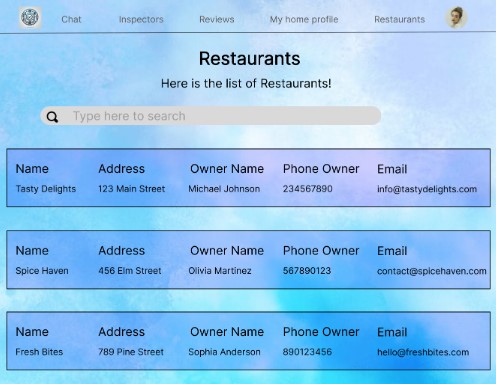 Chat Inspectors Reviews My home profile Restaurants
Restaurants
Here is the list of Restaurants!
Type here to search
Name Address Owner Name Phone Owner Email
Tasty Delights 123 Main Street Michael Johnson 234567890 info@tastydelights.com
Name Address Owner Name Phone Owner Email
Spice Haven 456 Elm Street Olivia Martinez 567890123 contact@spicehaven.com
Name Address Owner Name Phone Owner Email
Fresh Bites 789 Pine Street Sophia Anderson 890123456 hello@freshbites.com